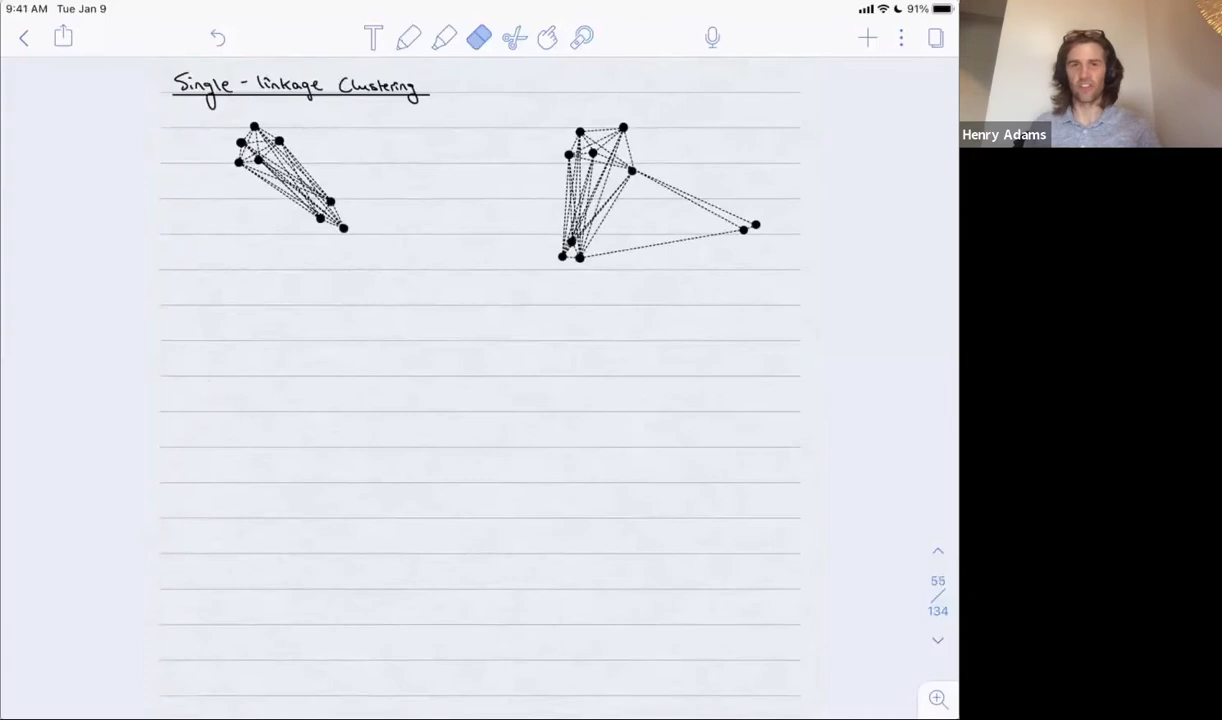 9:41 AM Tue Jan 9
91%
Single-linkage Clustering
Henry Adams
55
134